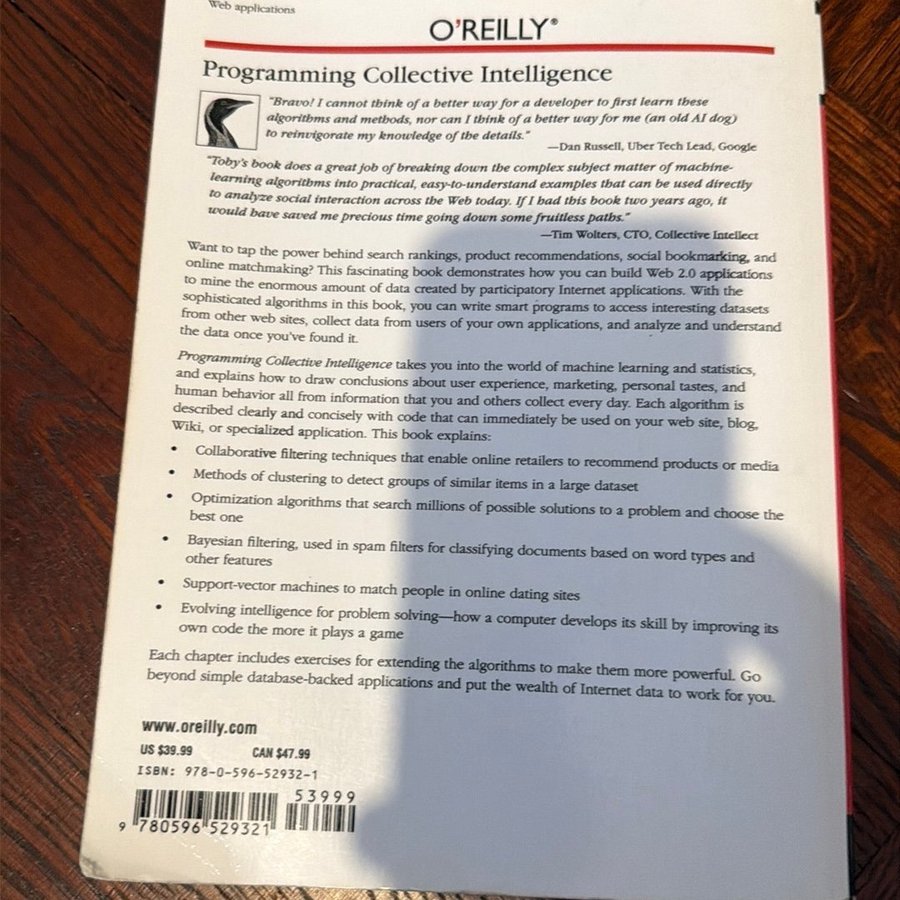 Web applications
O'REILLY®
Programming Collective Intelligence
"Bravo! I cannot think of a better way for a developer to first learn these
algorithms and methods, nor can I think of a better way for me (an old AI dog)
to reinvigorate my knowledge of the details."
—Dan Russell, Uber Tech Lead, Google
"Toby's book does a great job of breaking down the complex subject matter of machine-
learning algorithms into practical, easy-to-understand examples that can be used directly
to analyze social interaction across the Web today. If I had this book two years ago, it
would have saved me precious time going down some fruitless paths."
—Tim Wolters, CTO, Collective Intellect
Want to tap the power behind search rankings, product recommendations, social bookmarking, and
online matchmaking? This fascinating book demonstrates how you can build Web 2.0 applications
to mine the enormous amount of data created by participatory Internet applications. With the
sophisticated algorithms in this book, you can write smart programs to access interesting datasets
from other web sites, collect data from users of your own applications, and analyze and understand
the data once you've found it.
Programming Collective Intelligence takes you into the world of machine learning and statistics,
and explains how to draw conclusions about user experience, marketing, personal tastes, and
human behavior all from information that you and others collect every day. Each algorithm is
described clearly and concisely with code that can immediately be used on your web site, blog,
Wiki, or specialized application. This book explains:
• Collaborative filtering techniques that enable online retailers to recommend products or media
• Methods of clustering to detect groups of similar items in a large dataset
• Optimization algorithms that search millions of possible solutions to a problem and choose the
best one
• Bayesian filtering, used in spam filters for classifying documents based on word types and
other features
• Support-vector machines to match people in online dating sites
• Evolving intelligence for problem solving—how a computer develops its skill by improving its
own code the more it plays a game
Each chapter includes exercises for extending the algorithms to make them more powerful. Go
beyond simple database-backed applications and put the wealth of Internet data to work for you.
www.oreilly.com
US $39.99 CAN $47.99
ISBN: 978-0-596-52932-1
53999
9 780596 529321